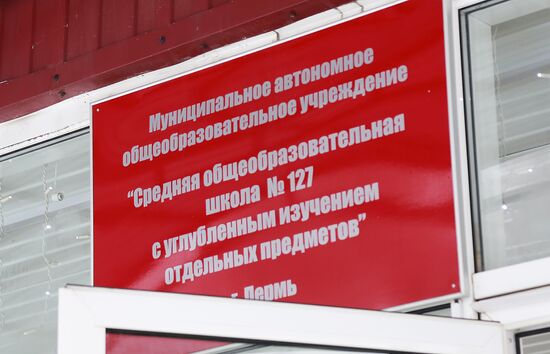 Муниципальное автономное
общеобразовательное учреждение
“Средняя общеобразовательная
школа № 127
с углубленным изучением
отдельных предметов”
г. Пермь